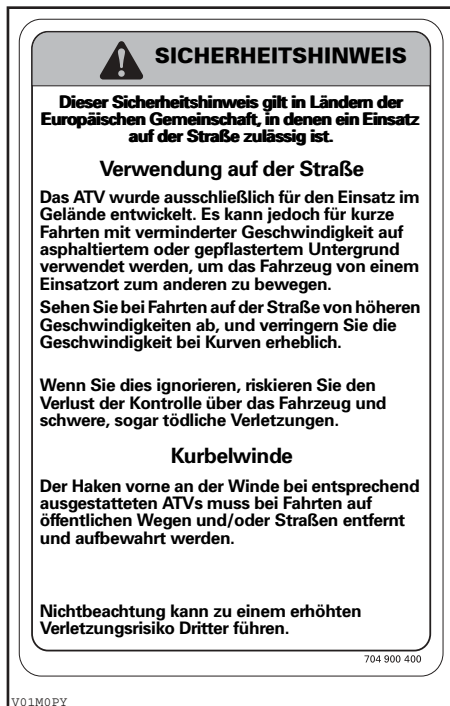 SICHERHEITSHINWEIS
Dieser Sicherheitshinweis gilt in Ländern der
Europäischen Gemeinschaft, in denen ein Einsatz
auf der Straße zulässig ist.
Verwendung auf der Straße
Das ATV wurde ausschließlich für den Einsatz im
Gelände entwickelt. Es kann jedoch für kurze
Fahrten mit verminderter Geschwindigkeit auf
asphaltiertem oder gepflastertem Untergrund
verwendet werden, um das Fahrzeug von einem
Einsatzort zum anderen zu bewegen.
Sehen Sie bei Fahrten auf der Straße von höheren
Geschwindigkeiten ab, und verringern Sie die
Geschwindigkeit bei Kurven erheblich.
Wenn Sie dies ignorieren, riskieren Sie den
Verlust der Kontrolle über das Fahrzeug und
schwere, sogar tödliche Verletzungen.
Kurbelwinde
Der Haken vorne an der Winde bei entsprechend
ausgestatteten ATVs muss bei Fahrten auf
öffentlichen Wegen und/oder Straßen entfernt
und aufbewahrt werden.
Nichtbeachtung kann zu einem erhöhten
Verletzungsrisiko Dritter führen.
704 900 400
V01M0PY